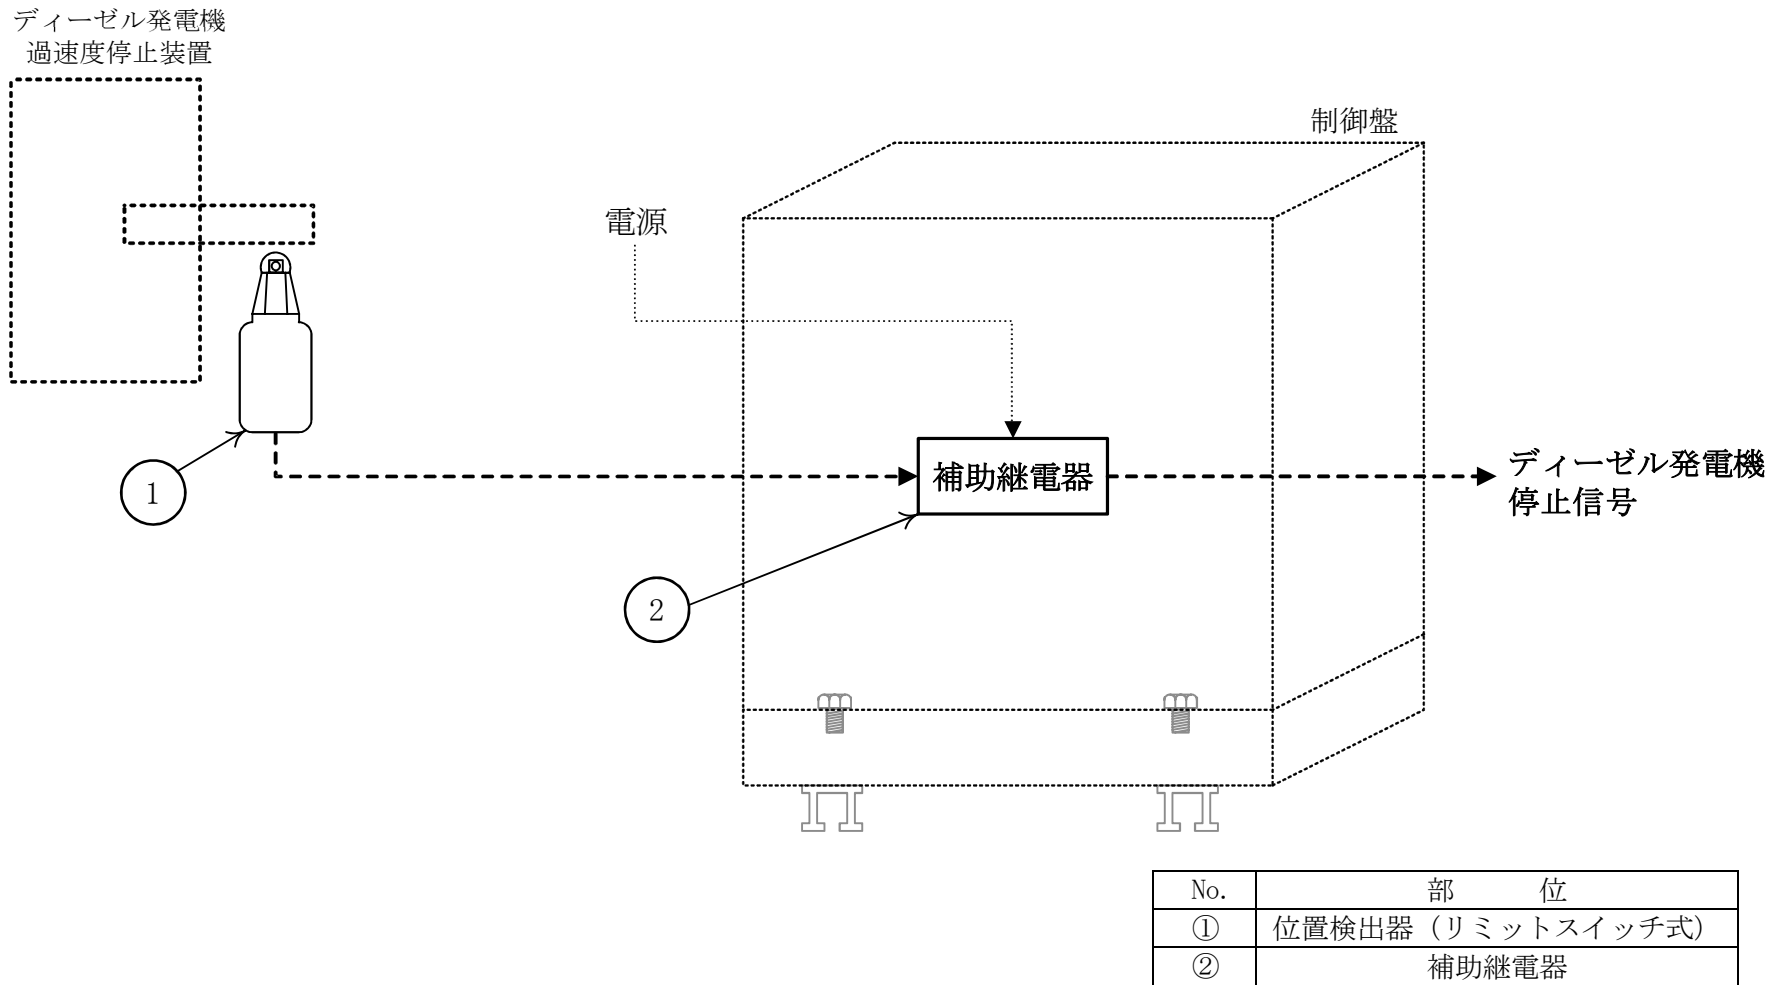 ディーゼル発電機
過速度停止装置
制御盤
電源
補助継電器
ディーゼル発電機
停止信号
1
2
No. 部 位
① 位置検出器（リミットスイッチ式）
② 補助継電器